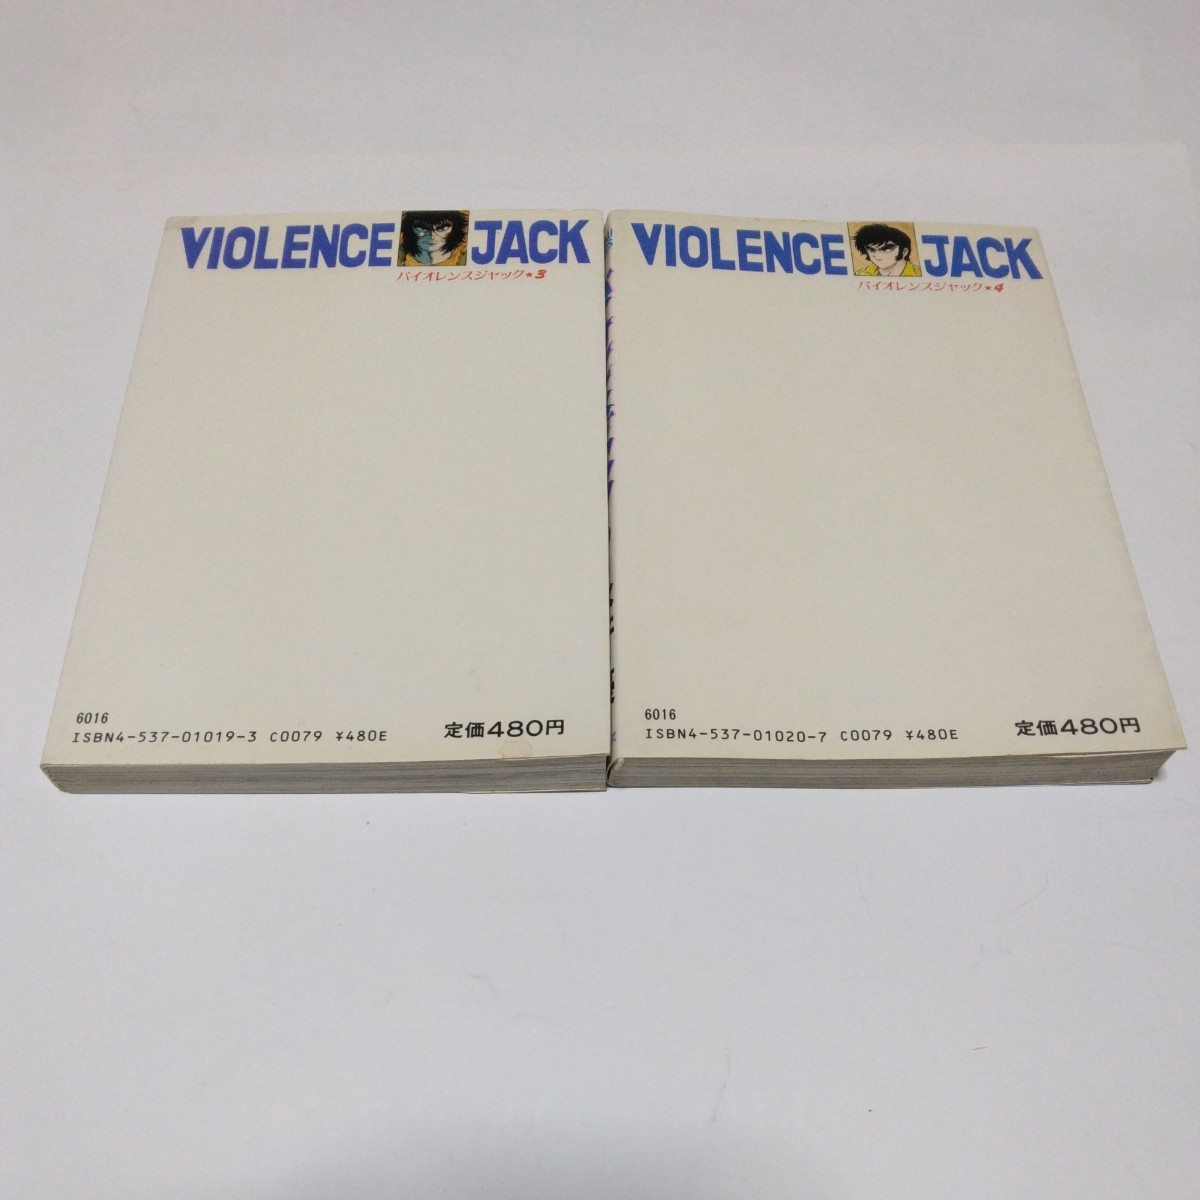 VIOLENCE JACK
バイオレンスジャック★3
6016
ISBN4-537-01019-3 C0079 ¥480E
定価480円
VIOLENCE JACK
バイオレンスジャック★4
6016
ISBN4-537-01020-7 C0079 ¥480E
定価480円